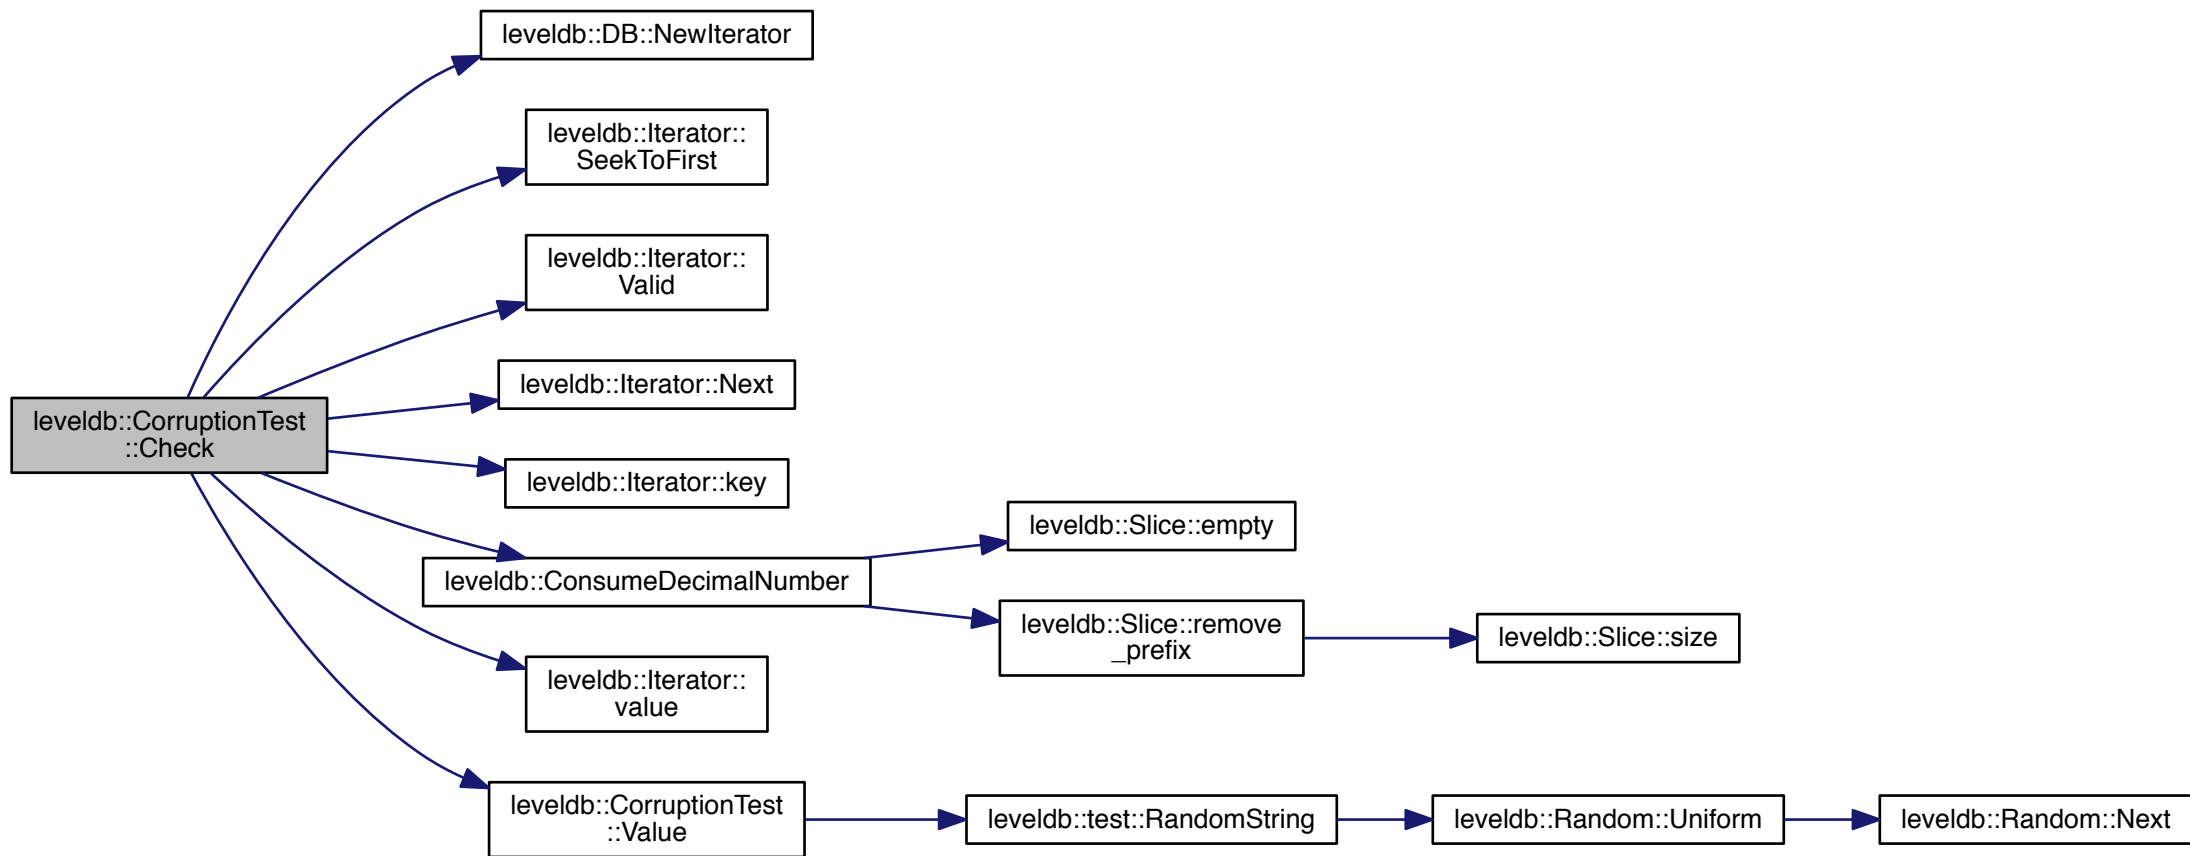 leveldb::DB::NewIterator
leveldb::Iterator::
SeekToFirst
leveldb::Iterator::
Valid
leveldb::Iterator::Next
leveldb::CorruptionTest
::Check
leveldb::Iterator::key
leveldb::Slice::empty
leveldb::ConsumeDecimalNumber
leveldb::Slice::remove
_prefix
leveldb::Slice::size
leveldb::Iterator::
value
leveldb::CorruptionTest
::Value
leveldb::test::RandomString
leveldb::Random::Uniform
leveldb::Random::Next